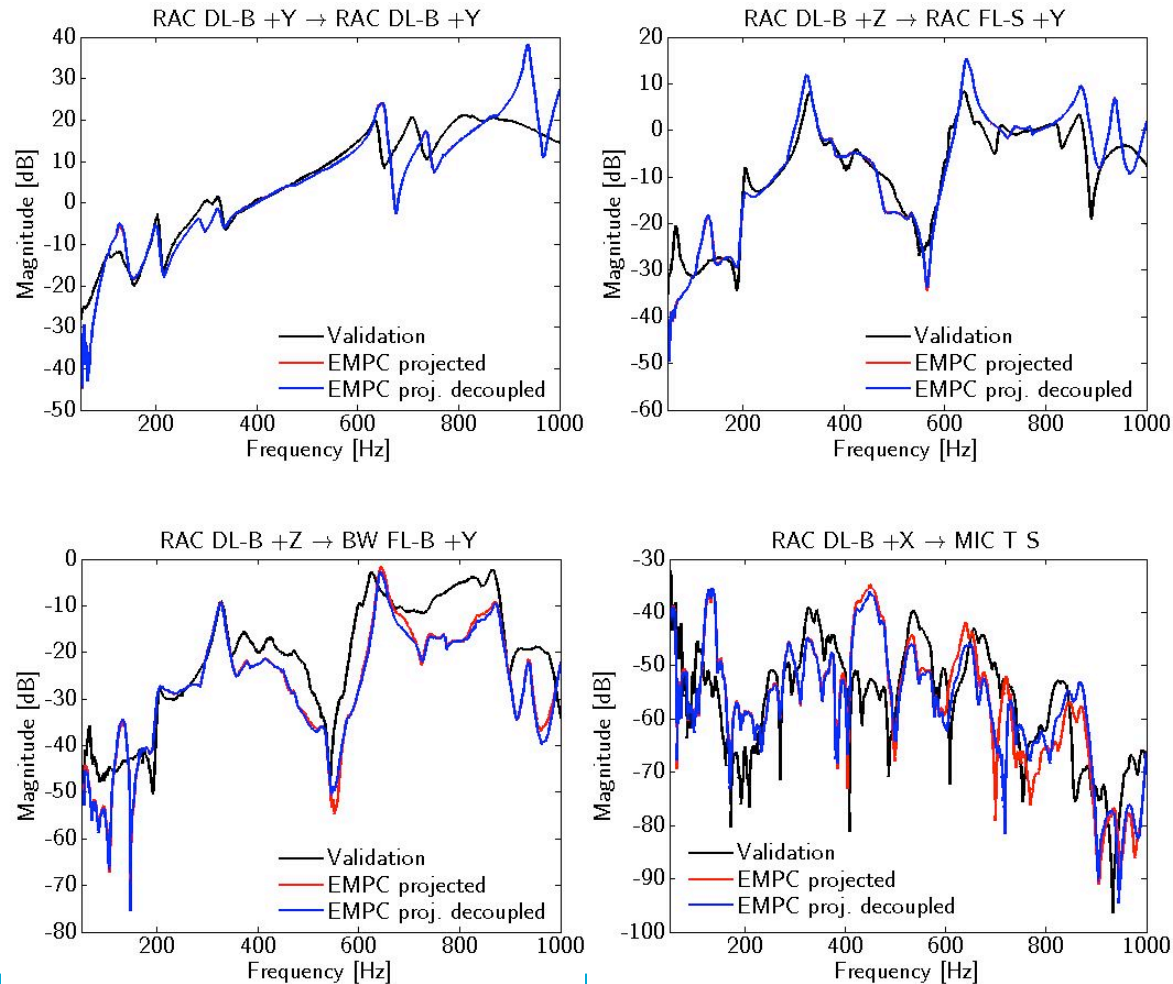 RAC DL-B +Y → RAC DL-B +Y
Magnitude [dB]
40
30
20
10
0
-10
-20
-30
-40
-50
Validation
EMPC projected
EMPC proj. decoupled
200 400 600 800 1000
Frequency [Hz]
RAC DL-B +Z → RAC FL-S +Y
Magnitude [dB]
20
10
0
-10
-20
-30
-40
-50
-60
Validation
EMPC projected
EMPC proj. decoupled
200 400 600 800 1000
Frequency [Hz]
RAC DL-B +Z → BW FL-B +Y
Magnitude [dB]
0
-10
-20
-30
-40
-50
-60
-70
-80
Validation
EMPC projected
EMPC proj. decoupled
200 400 600 800 1000
Frequency [Hz]
RAC DL-B +X → MIC T S
Magnitude [dB]
-30
-40
-50
-60
-70
-80
-90
-100
Validation
EMPC projected
EMPC proj. decoupled
200 400 600 800 1000
Frequency [Hz]